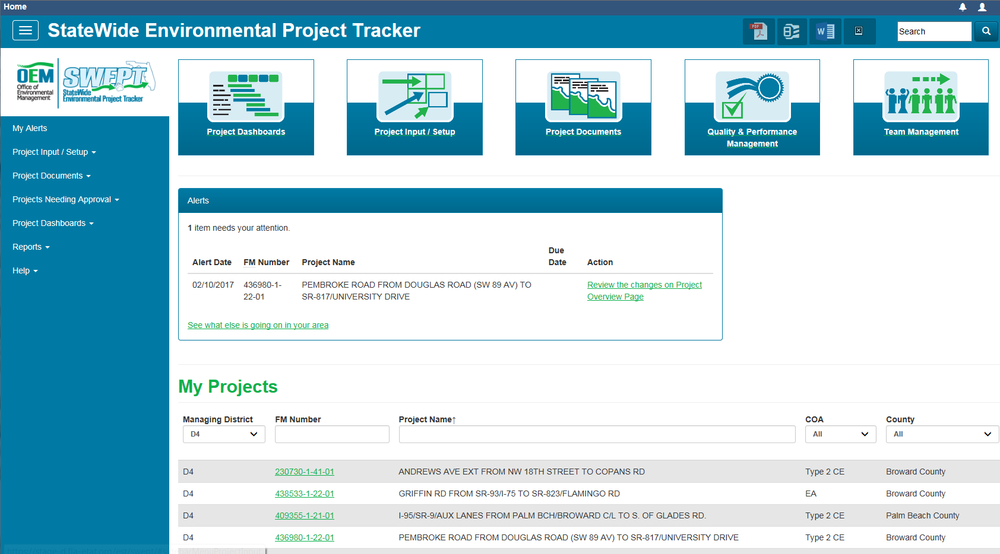 Home
StateWide Environmental Project Tracker
PDF
W
Search
OEM
Office of
Environmental
Management
SWEPT
StateWide
Environmental Project Tracker
Project Dashboards
Project Input / Setup
Project Documents
Quality & Performance
Management
Team Management
My Alerts
Project Input / Setup
Project Documents
Projects Needing Approval
Project Dashboards
Reports
Help
Alerts
1 item needs your attention.
Alert Date FM Number Project Name Due Date Action
02/10/2017 436980-1-22-01 PEMBROKE ROAD FROM DOUGLAS ROAD (SW 89 AV) TO SR-817/UNIVERSITY DRIVE Review the changes on Project Overview Page
See what else is going on in your area
My Projects
Managing District FM Number Project Name↑ COA County
D4 All All
D4 230730-1-41-01 ANDREWS AVE EXT FROM NW 18TH STREET TO COPANS RD Type 2 CE Broward County
D4 438533-1-22-01 GRIFFIN RD FROM SR-93/I-75 TO SR-823/FLAMINGO RD EA Broward County
D4 409355-1-21-01 I-95/SR-9/AUX LANES FROM PALM BCH/BROWARD C/L TO S. OF GLADES RD. Type 2 CE Palm Beach County
D4 436980-1-22-01 PEMBROKE ROAD FROM DOUGLAS ROAD (SW 89 AV) TO SR-817/UNIVERSITY DRIVE Type 2 CE Broward County